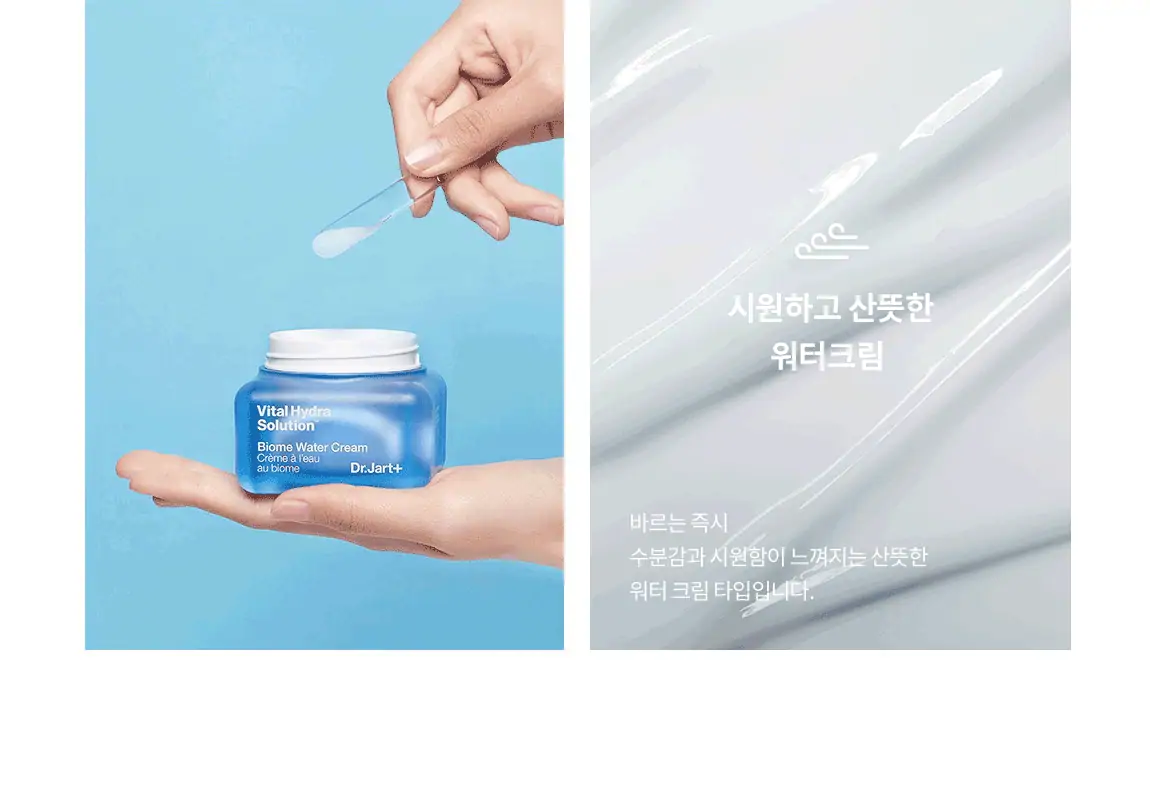 Vital Hydra
Solution™
Biome Water Cream
Crème à l'eau
au biome
Dr.Jart+
시원하고 산뜻한
워터크림
바르는 즉시
수분감과 시원함이 느껴지는 산뜻한
워터 크림 타입입니다.